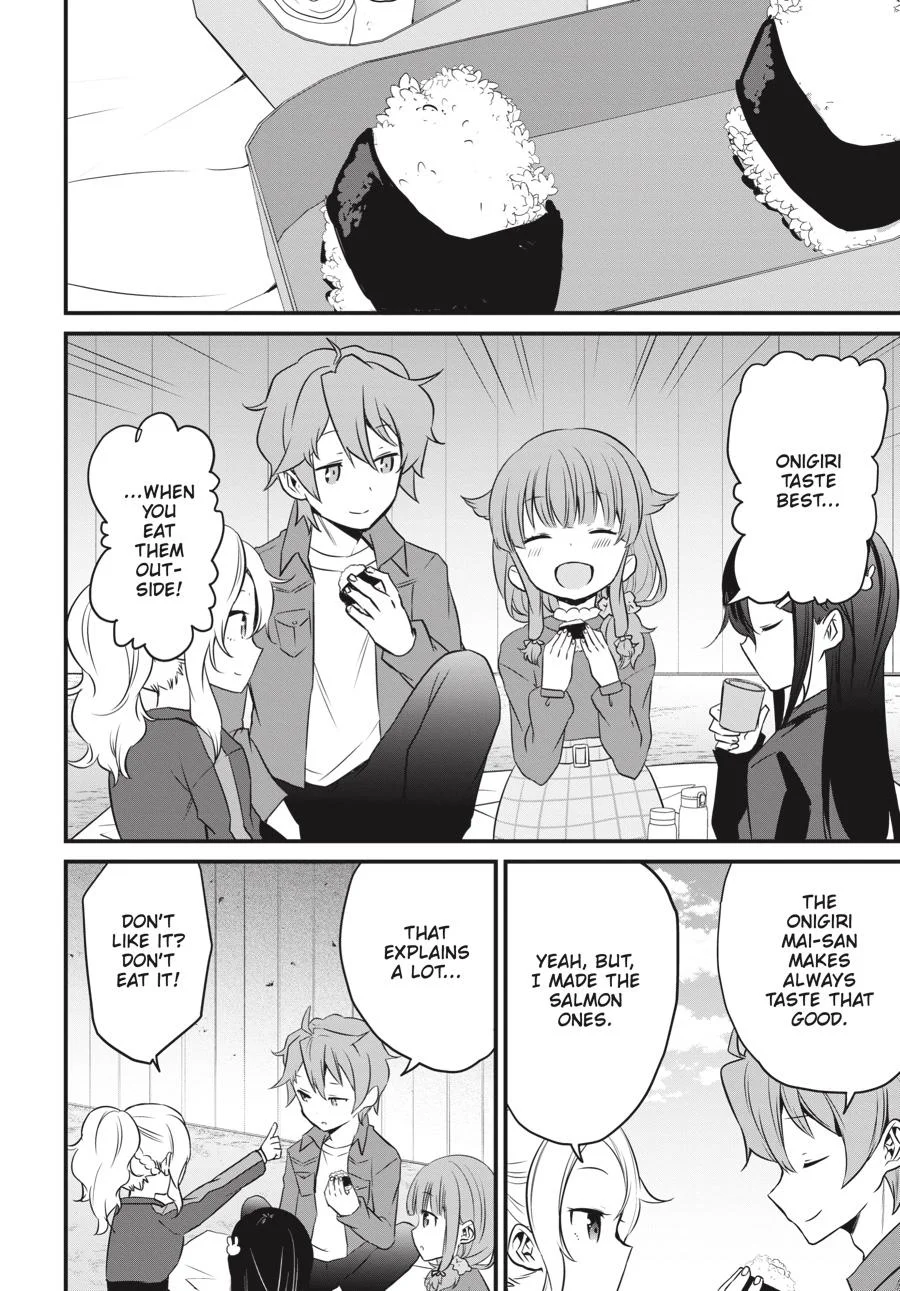 ONIGIRI
TASTE
BEST...
...WHEN
YOU
EAT
THEM
OUT-
SIDE!
THE
ONIGIRI
MAI-SAN
MAKES
ALWAYS
TASTE THAT
GOOD.
YEAH, BUT,
I MADE THE
SALMON
ONES.
THAT
EXPLAINS
A LOT...
DON'T
LIKE IT?
DON'T
EAT IT!